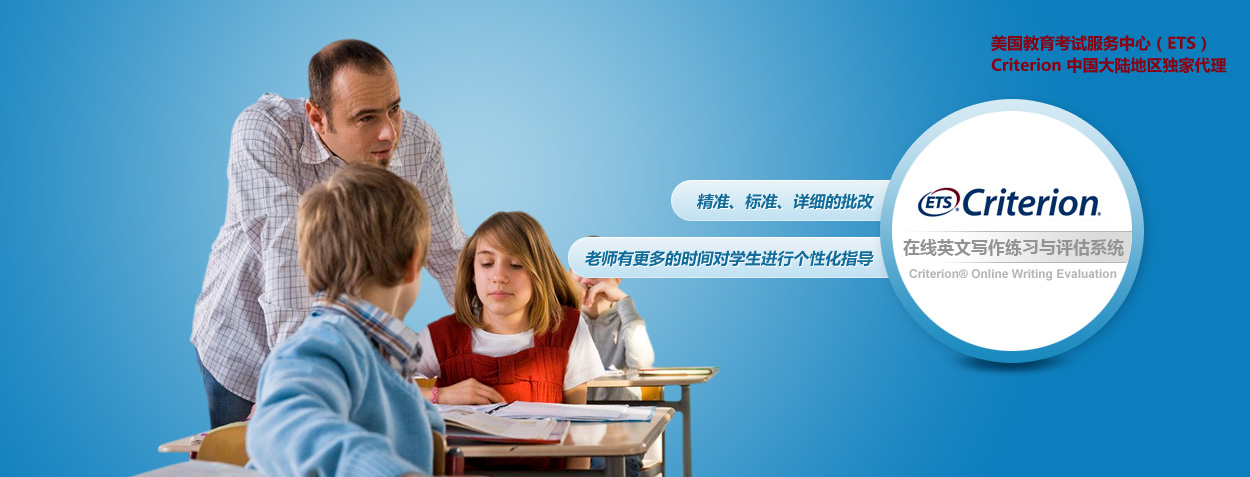 美国教育考试服务中心（ETS）
Criterion 中国大陆地区独家代理
精准、标准、详细的批改
老师有更多的时间对学生进行个性化指导
ETS® Criterion®
在线英文写作练习与评估系统
Criterion® Online Writing Evaluation